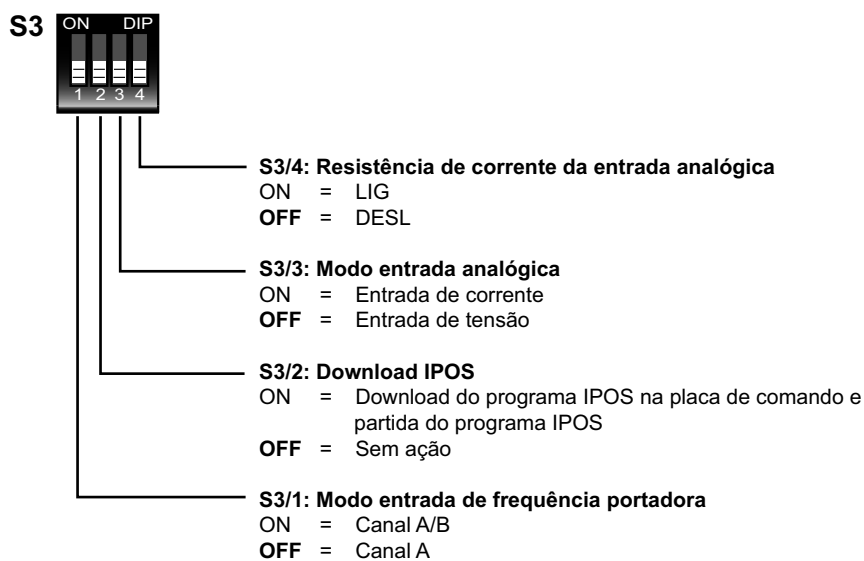 S3 ON DIP
1 2 3 4
S3/4: Resistência de corrente da entrada analógica
ON = LIG
OFF = DESL
S3/3: Modo entrada analógica
ON = Entrada de corrente
OFF = Entrada de tensão
S3/2: Download IPOS
ON = Download do programa IPOS na placa de comando e
partida do programa IPOS
OFF = Sem ação
S3/1: Modo entrada de frequência portadora
ON = Canal A/B
OFF = Canal A